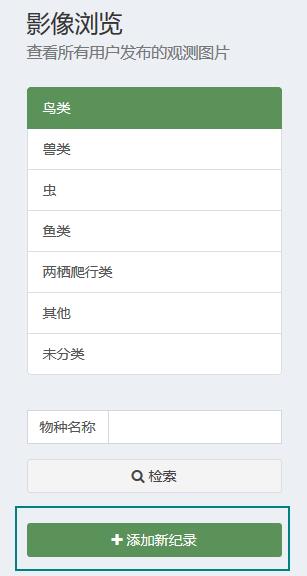 影像浏览
查看所有用户发布的观测图片
鸟类
兽类
虫
鱼类
两栖爬行类
其他
未分类
物种名称
检索
添加新纪录